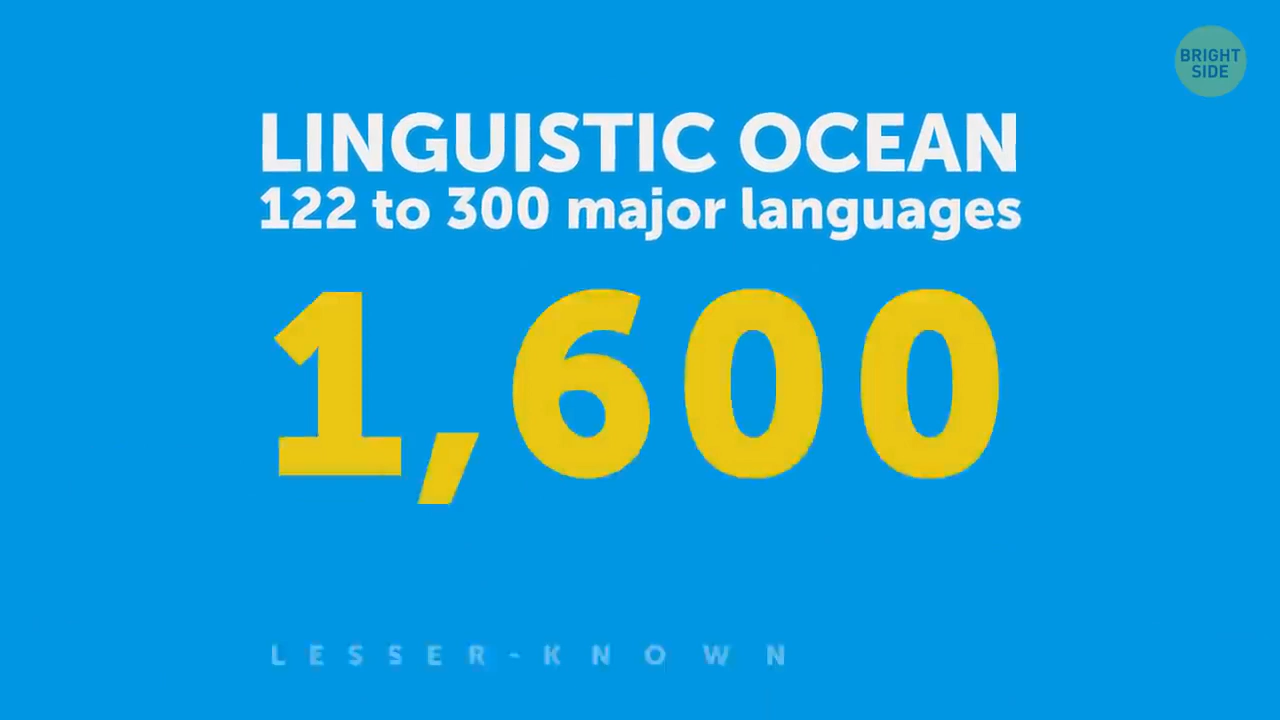 BRIGHT
SIDE
LINGUISTIC OCEAN
122 to 300 major languages
1,600
LESSER-KNOWN